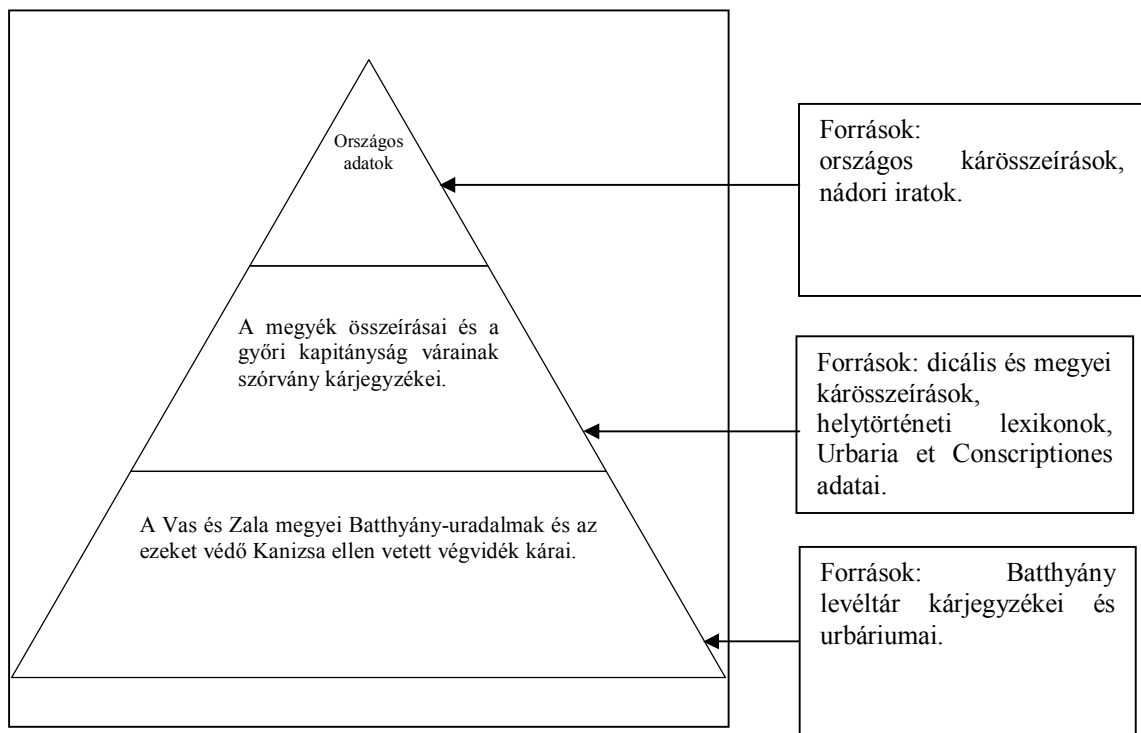 Országos
adatok
Források:
országos kárösszeírások,
nádori iratok.
A megyék összeírásai és a
győri kapitányság várainak
szórvány kárjegyzékei.
Források: dicális és megyei
kárösszeírások,
helytörténeti lexikonok,
Urbaria et Conscriptiones
adatai.
A Vas és Zala megyei Batthyány-uradalmak és az
ezeket védő Kanizsa ellen vetett végvidék kárai.
Források: Batthyány
levéltár kárjegyzékei és
urbáriumai.